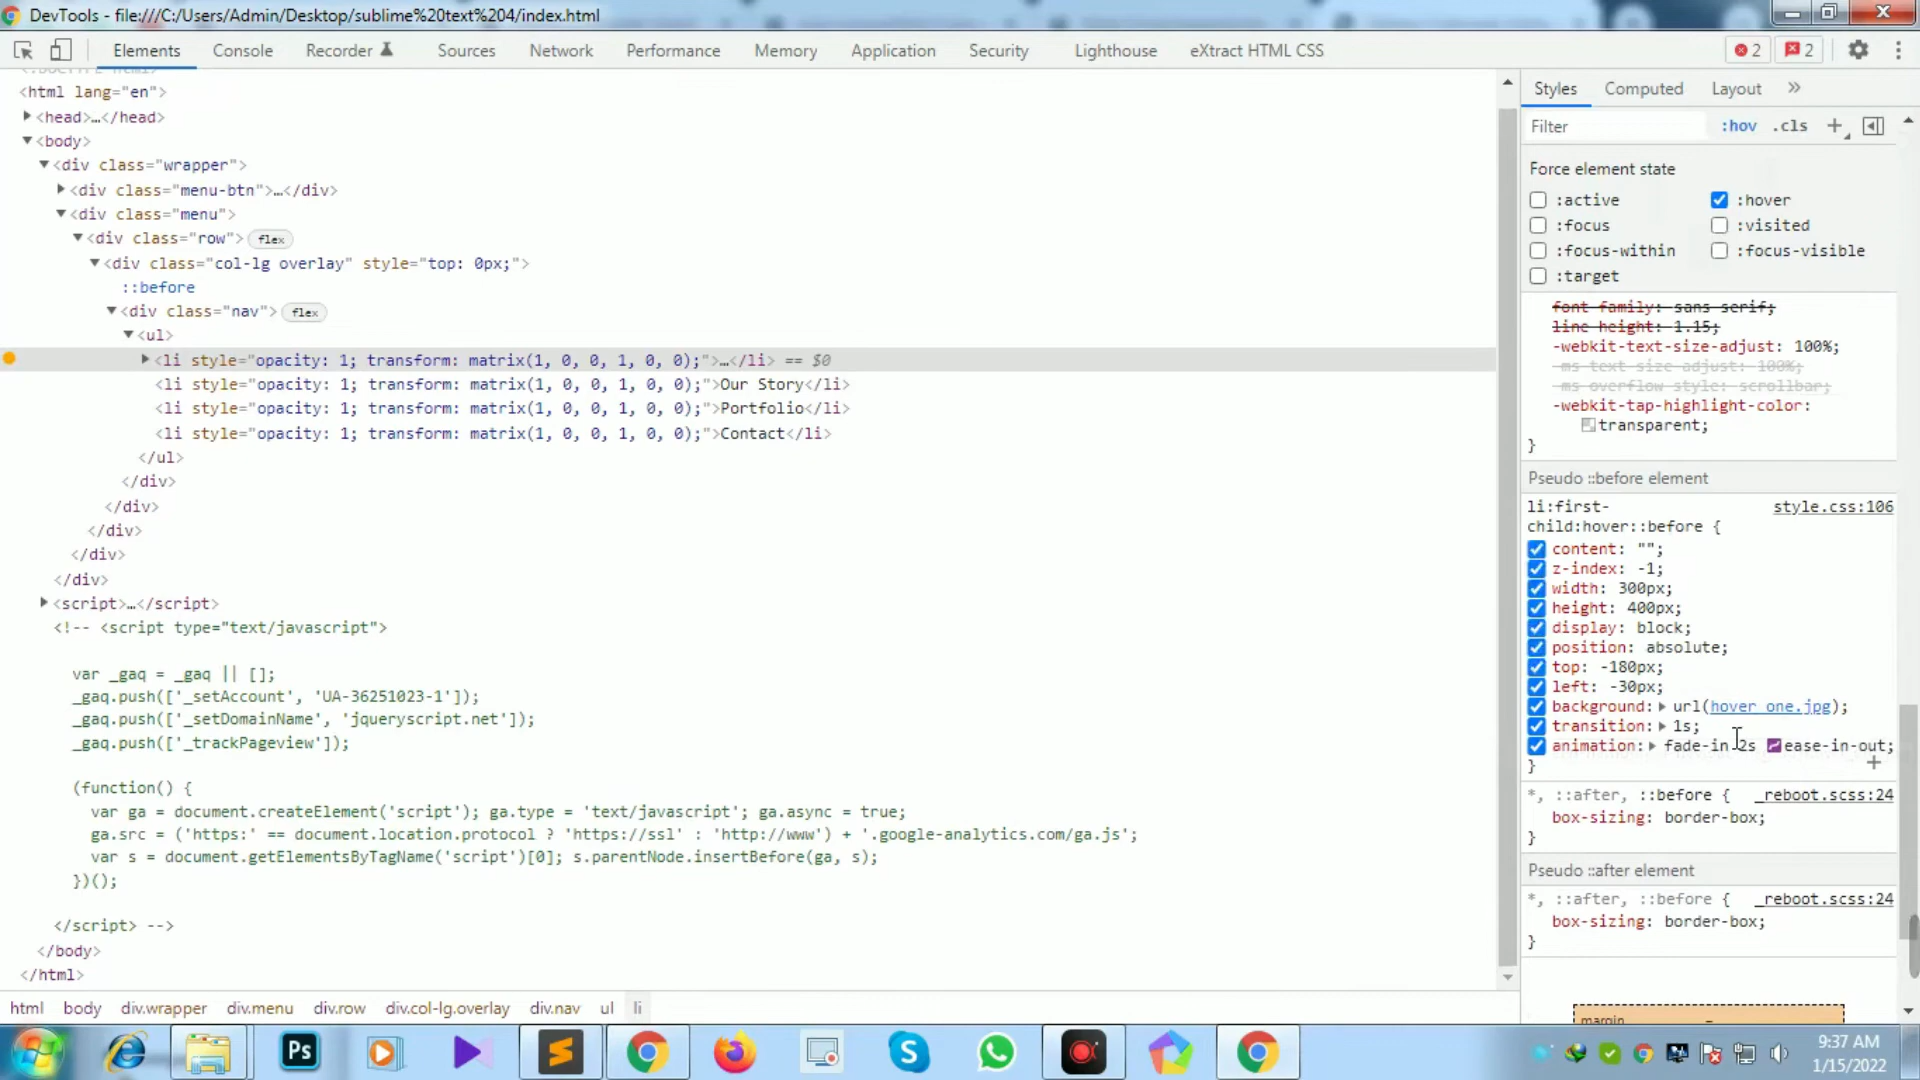 DevTools - file:///C:/Users/Admin/Desktop/sublime%20text%204/index.html
Elements Console Recorder Sources Network Performance Memory Application Security Lighthouse eXtract HTML CSS 2 2
<!DOCTYPE html>
<html lang="en">
<head>…</head>
<body>
<div class="wrapper">
<div class="menu-btn">…</div>
<div class="menu">
<div class="row"> flex
<div class="col-lg overlay" style="top: 0px;">
::before
<div class="nav"> flex
<ul>
<li style="opacity: 1; transform: matrix(1, 0, 0, 1, 0, 0);">…</li> == $0
<li style="opacity: 1; transform: matrix(1, 0, 0, 1, 0, 0);">Our Story</li>
<li style="opacity: 1; transform: matrix(1, 0, 0, 1, 0, 0);">Portfolio</li>
<li style="opacity: 1; transform: matrix(1, 0, 0, 1, 0, 0);">Contact</li>
</ul>
</div>
</div>
</div>
</div>
</div>
<script>…</script>
<!-- <script type="text/javascript">
var _gaq = _gaq || [];
_gaq.push(['_setAccount', 'UA-36251023-1']);
_gaq.push(['_setDomainName', 'jqueryscript.net']);
_gaq.push(['_trackPageview']);
(function() {
var ga = document.createElement('script'); ga.type = 'text/javascript'; ga.async = true;
ga.src = ('https:' == document.location.protocol ? 'https://ssl' : 'http://www') + '.google-analytics.com/ga.js';
var s = document.getElementsByTagName('script')[0]; s.parentNode.insertBefore(ga, s);
})();
</script> -->
</body>
</html>
html body div.wrapper div.menu div.row div.col-lg.overlay div.nav ul li
Styles Computed Layout »
Filter :hov .cls +
Force element state
:active :hover
:focus :visited
:focus-within :focus-visible
:target
font-family: sans-serif;
line-height: 1.15;
-webkit-text-size-adjust: 100%;
-ms-text-size-adjust: 100%;
-ms-overflow-style: scrollbar;
-webkit-tap-highlight-color:
transparent;
}
Pseudo ::before element
li:first- style.css:106
child:hover::before {
content: "";
z-index: -1;
width: 300px;
height: 400px;
display: block;
position: absolute;
top: -180px;
left: -30px;
background: url(hover_one.jpg);
transition: 1s;
animation: fade-in 2s ease-in-out;
}
*, ::after, ::before { _reboot.scss:24
box-sizing: border-box;
}
Pseudo ::after element
*, ::after, ::before { _reboot.scss:24
box-sizing: border-box;
}
margin –
Ps
9:37 AM
1/15/2022